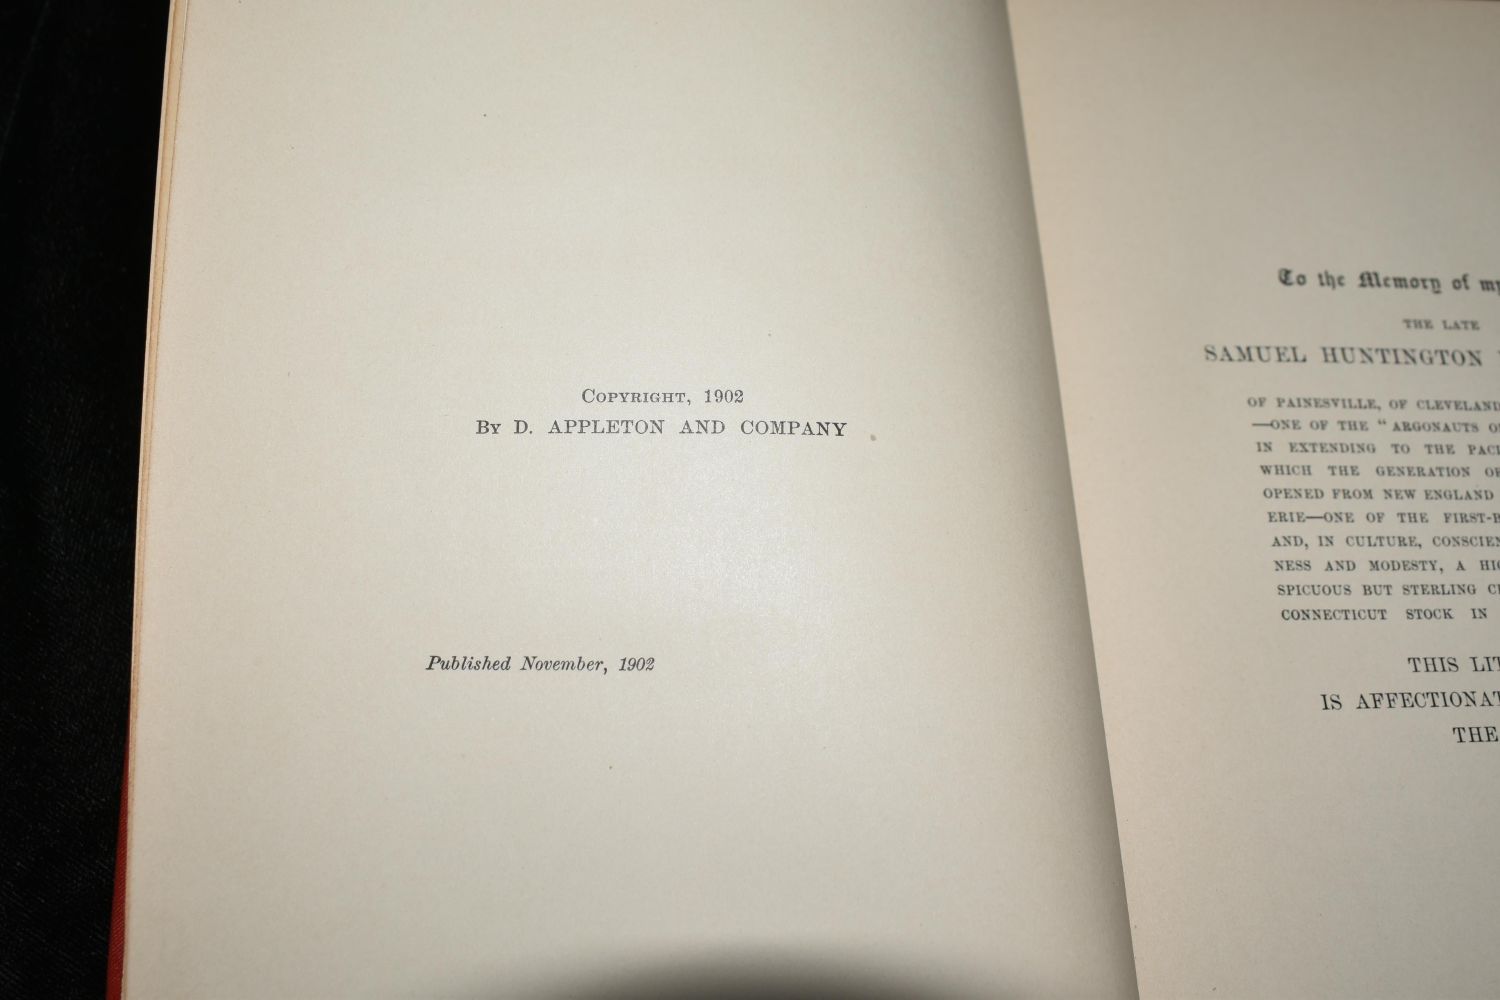 Copyright, 1902
By D. APPLETON AND COMPANY
Published November, 1902
To the Memory of my
THE LATE
SAMUEL HUNTINGTON
OF PAINESVILLE, OF CLEVELAND
—ONE OF THE "ARGONAUTS
IN EXTENDING TO THE
WHICH THE GENERATION
OPENED FROM NEW ENGLAND
ERIE—ONE OF THE
AND, IN CULTURE,
NESS AND MODESTY, A
SPICUOUS BUT STERLING
CONNECTICUT STOCK IN
THIS
IS
THE